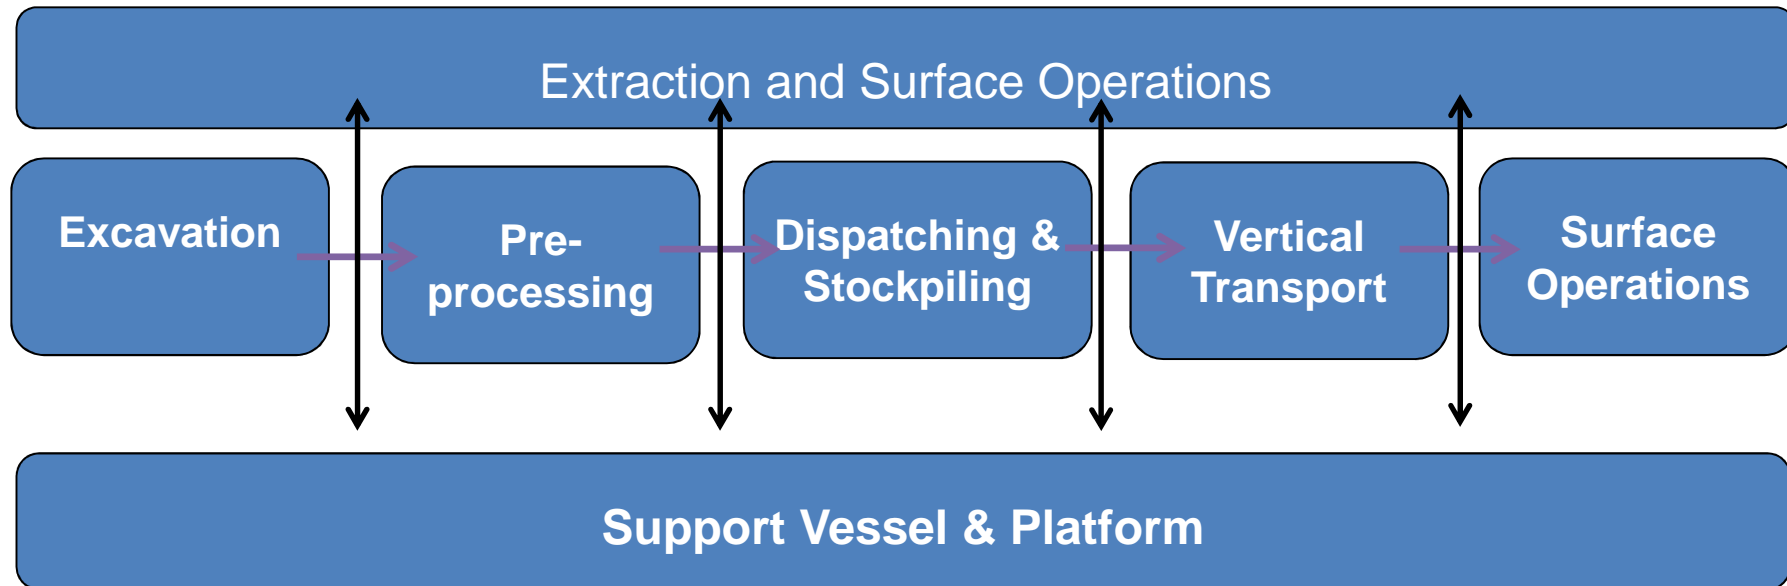 Extraction and Surface Operations
Excavation
Pre-
processing
Dispatching &
Stockpiling
Vertical
Transport
Surface
Operations
Support Vessel & Platform